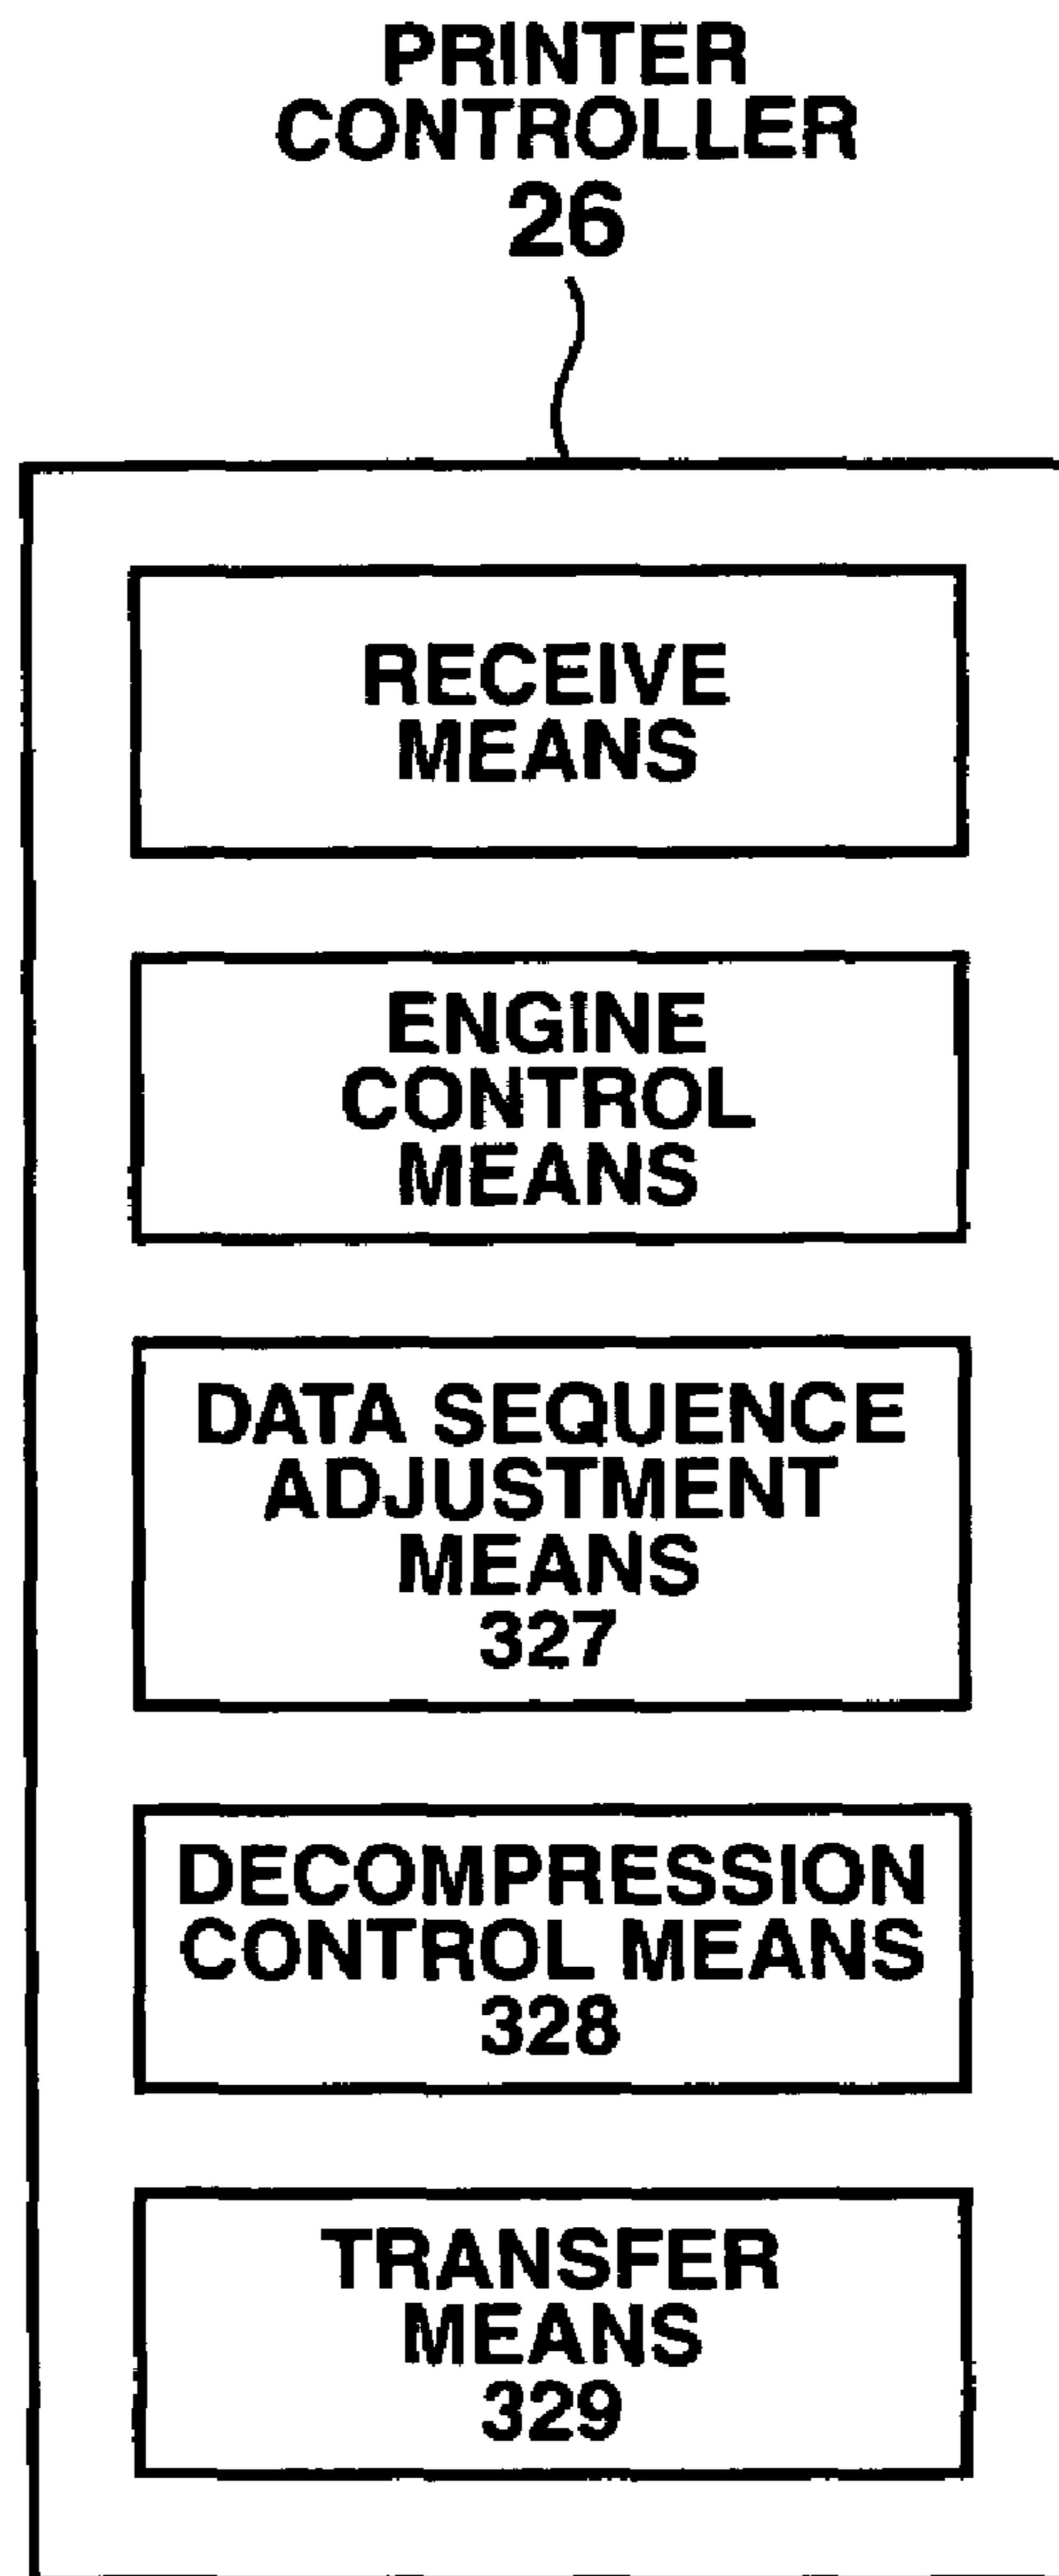 PRINTER
CONTROLLER
26
RECEIVE
MEANS
ENGINE
CONTROL
MEANS
DATA SEQUENCE
ADJUSTMENT
MEANS
327
DECOMPRESSION
CONTROL MEANS
328
TRANSFER
MEANS
329